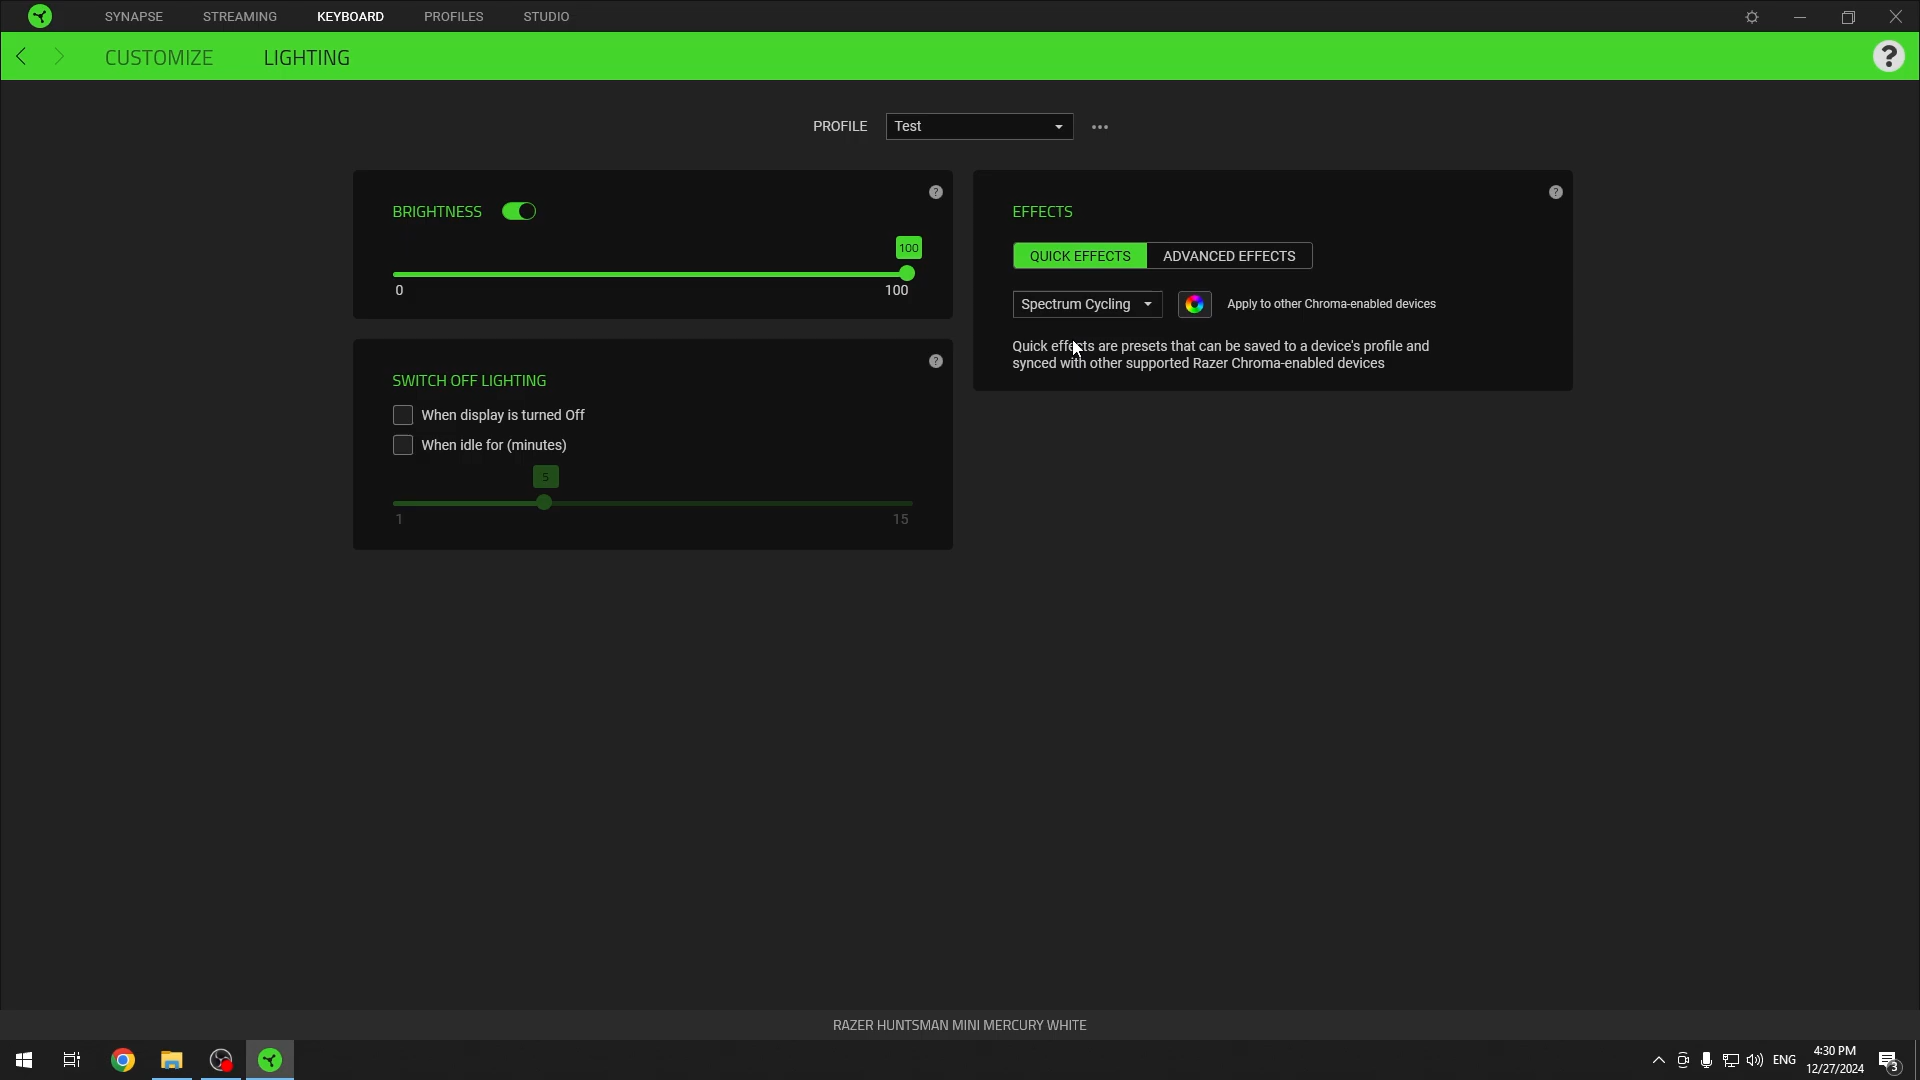 SYNAPSE STREAMING KEYBOARD PROFILES STUDIO
CUSTOMIZE LIGHTING ?
PROFILE Test
BRIGHTNESS ?
100
0 100
SWITCH OFF LIGHTING ?
When display is turned Off
When idle for (minutes)
5
1 15
EFFECTS ?
QUICK EFFECTS ADVANCED EFFECTS
Spectrum Cycling Apply to other Chroma-enabled devices
Quick effects are presets that can be saved to a device's profile and
synced with other supported Razer Chroma-enabled devices
RAZER HUNTSMAN MINI MERCURY WHITE
ENG
4:30 PM
12/27/2024
3